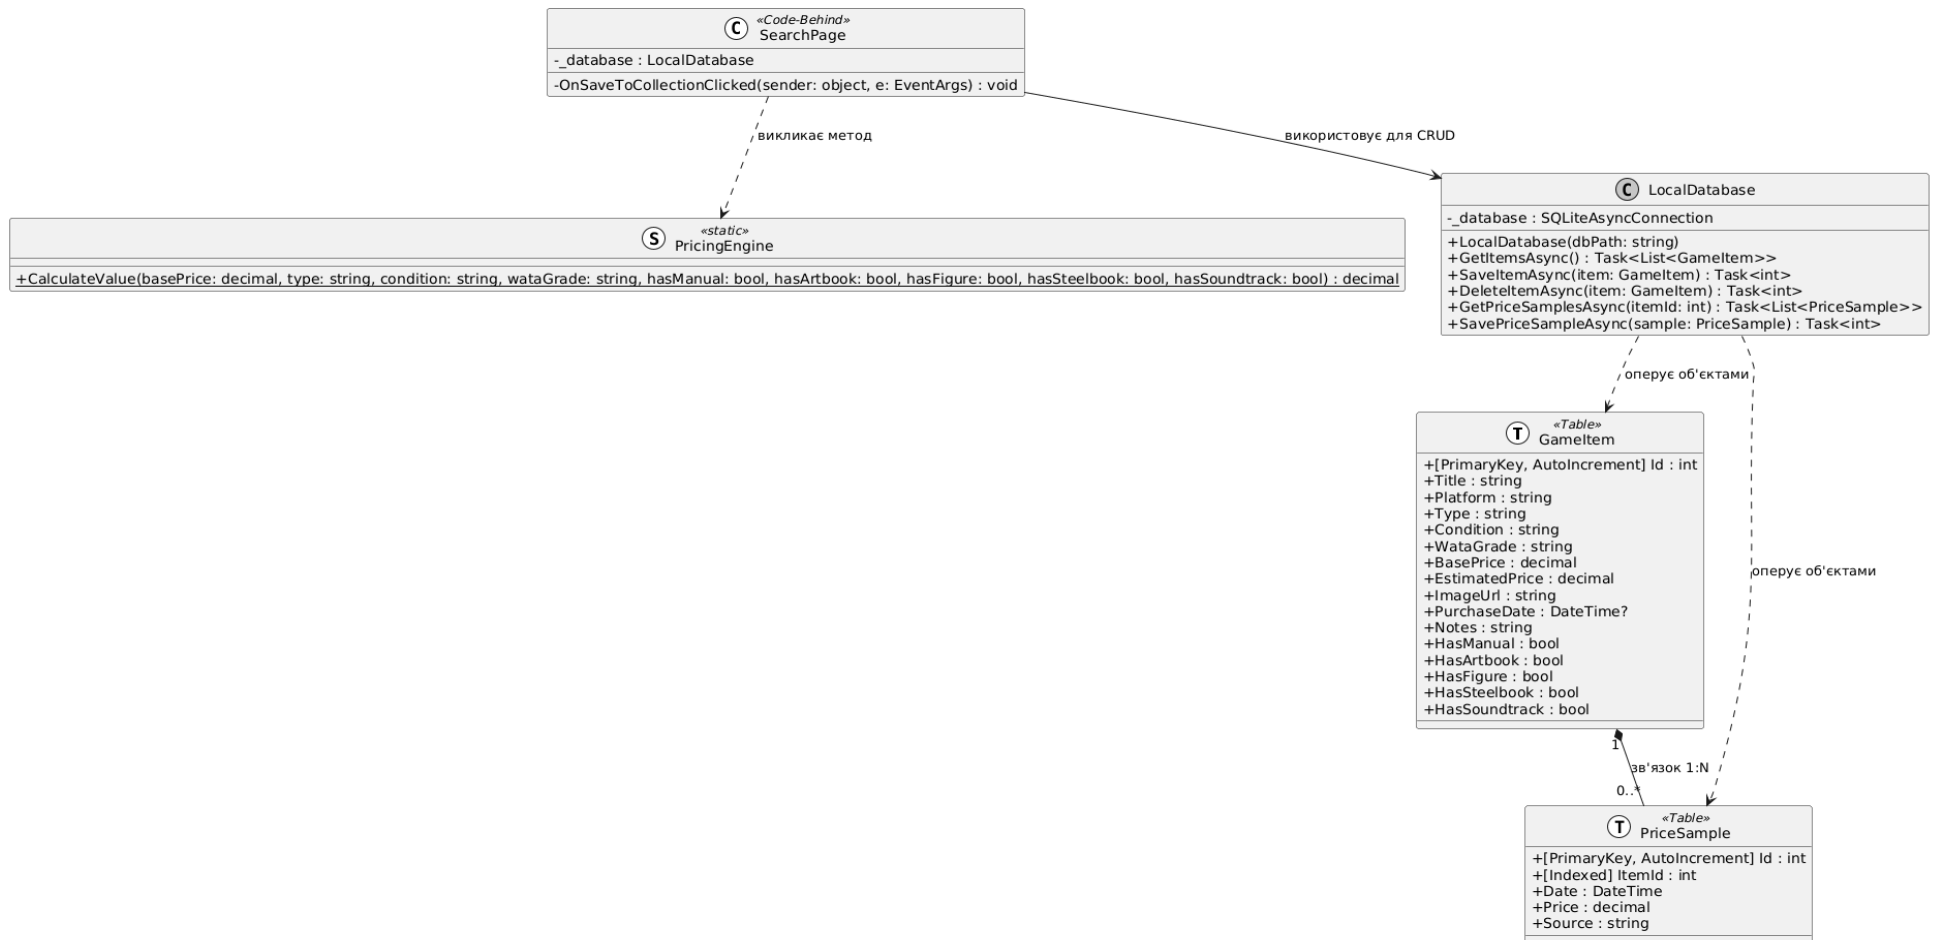 C
«Code-Behind»
SearchPage
-_database : LocalDatabase
-OnSaveToCollectionClicked(sender: object, e: EventArgs) : void
викликає метод
використовує для CRUD
S
«static»
PricingEngine
+CalculateValue(basePrice: decimal, type: string, condition: string, wataGrade: string, hasManual: bool, hasArtbook: bool, hasFigure: bool, hasSteelbook: bool, hasSoundtrack: bool) : decimal
C
LocalDatabase
-_database : SQLiteAsyncConnection
+LocalDatabase(dbPath: string)
+GetItemsAsync() : Task<List<GameItem>>
+SaveItemAsync(item: GameItem) : Task<int>
+DeleteItemAsync(item: GameItem) : Task<int>
+GetPriceSamplesAsync(itemId: int) : Task<List<PriceSample>>
+SavePriceSampleAsync(sample: PriceSample) : Task<int>
оперує об'єктами
T
«Table»
GameItem
+[PrimaryKey, AutoIncrement] Id : int
+Title : string
+Platform : string
+Type : string
+Condition : string
+WataGrade : string
+BasePrice : decimal
+EstimatedPrice : decimal
+ImageUrl : string
+PurchaseDate : DateTime?
+Notes : string
+HasManual : bool
+HasArtbook : bool
+HasFigure : bool
+HasSteelbook : bool
+HasSoundtrack : bool
оперує об'єктами
1
зв'язок 1:N
0..*
T
«Table»
PriceSample
+[PrimaryKey, AutoIncrement] Id : int
+[Indexed] ItemId : int
+Date : DateTime
+Price : decimal
+Source : string